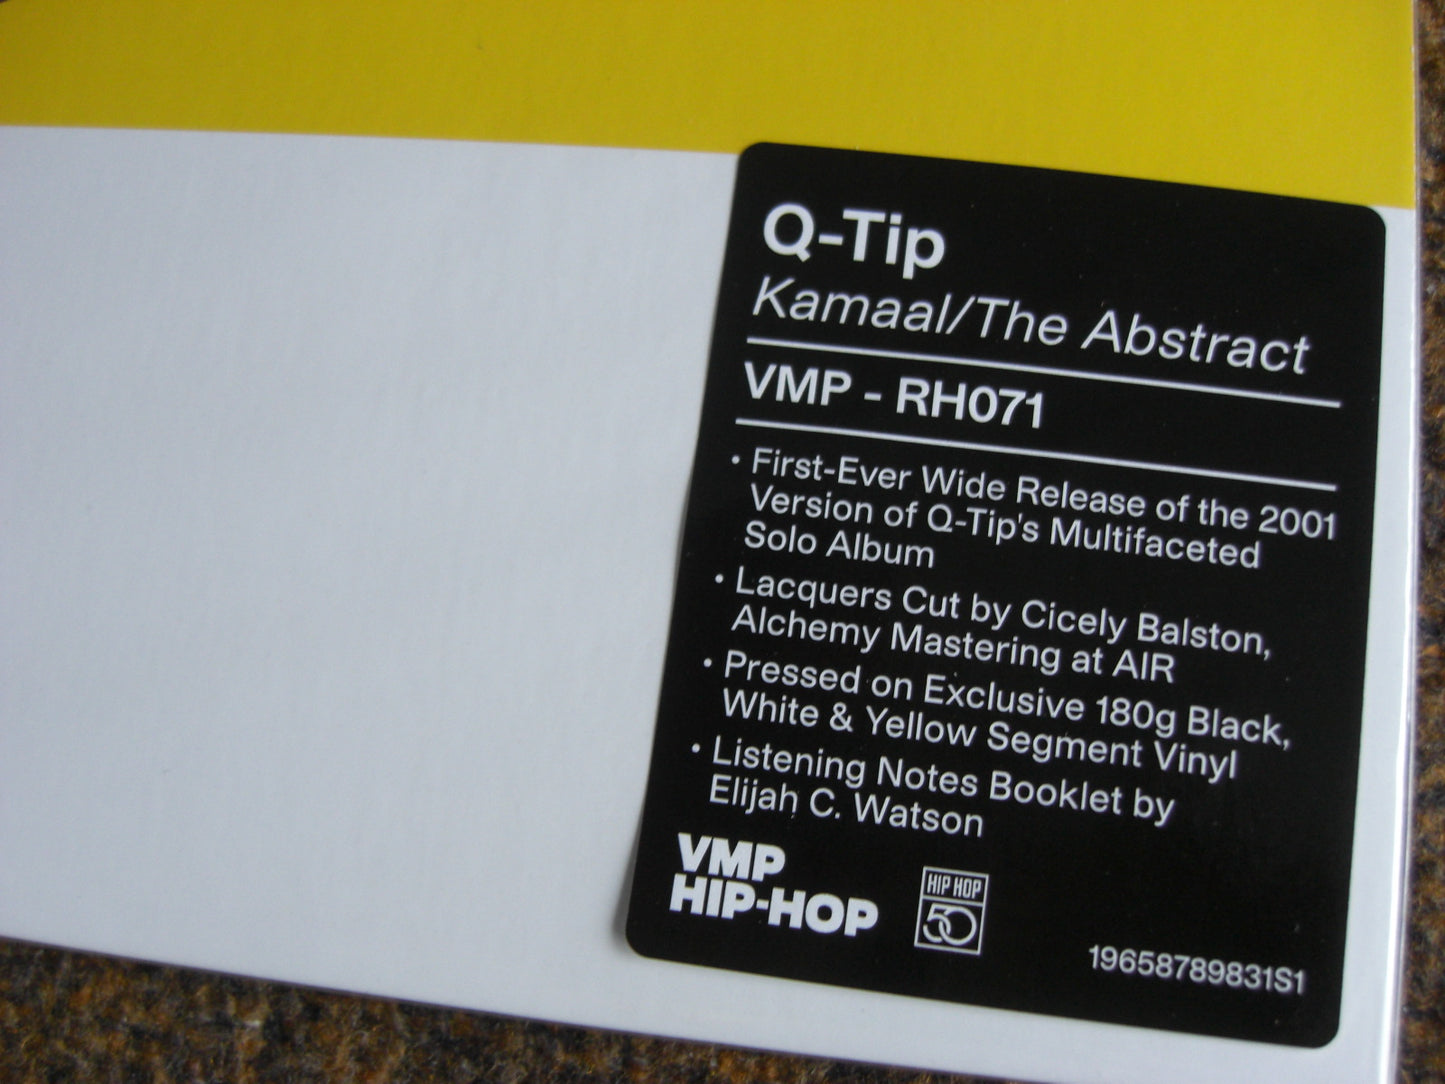 Q-Tip
Kamaal/The Abstract
VMP - RH071
• First-Ever Wide Release of the 2001
Version of Q-Tip's Multifaceted
Solo Album
• Lacquers Cut by Cicely Balston,
Alchemy Mastering at AIR
• Pressed on Exclusive 180g Black,
White & Yellow Segment Vinyl
• Listening Notes Booklet by
Elijah C. Watson
VMP
HIP-HOP
HIP HOP
50
19658789831S1